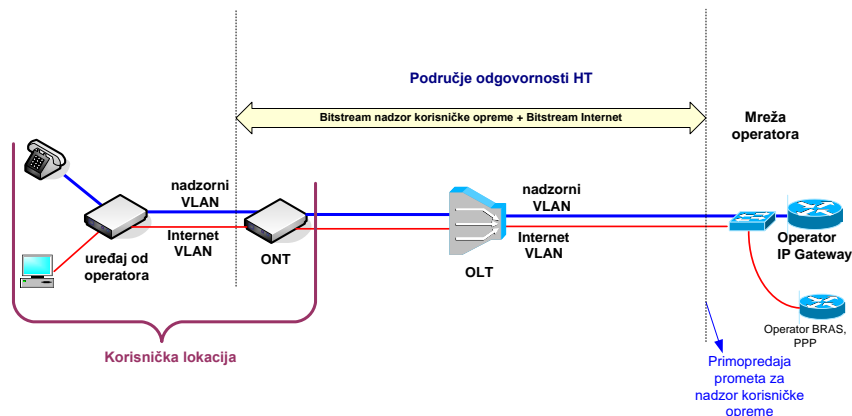 Područje odgovornosti HT
Bitstream nadzor korisničke opreme + Bitstream Internet
Mreža
operatora
nadzorni
VLAN
Internet
VLAN
uređaj od
operatora
ONT
OLT
nadzorni
VLAN
Internet
VLAN
Operator
IP Gateway
Operator BRAS,
PPP
Korisnička lokacija
Primopredaja
prometa za
nadzor korisničke
opreme